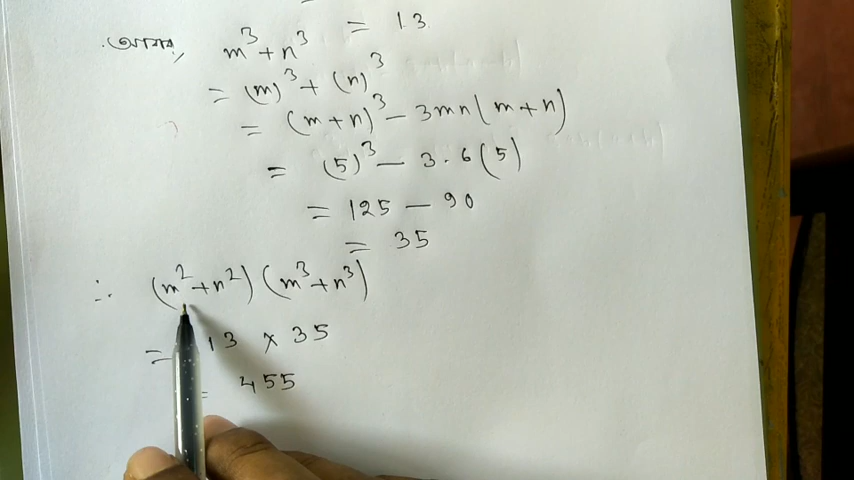 = 13
আবার, m³ + n³
= (m)³ + (n)³
= (m + n)³ − 3mn(m + n)
= (5)³ − 3 . 6 (5)
= 125 − 90
= 35
∴ (m² + n²) (m³ + n³)
= 13 × 35
= 455